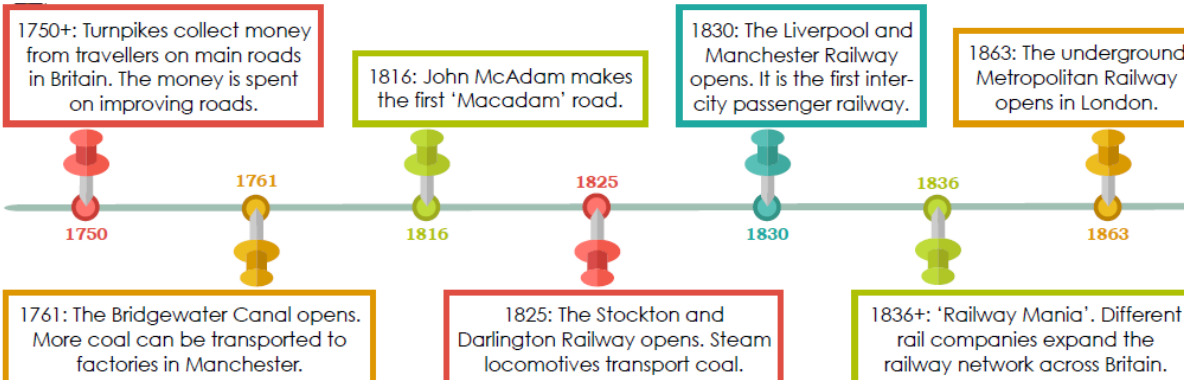 1750+: Turnpikes collect money
from travellers on main roads
in Britain. The money is spent
on improving roads.
1816: John McAdam makes
the first ‘Macadam’ road.
1830: The Liverpool and
Manchester Railway
opens. It is the first inter-
city passenger railway.
1863: The underground
Metropolitan Railway
opens in London.
1750
1761
1816
1825
1830
1836
1863
1761: The Bridgewater Canal opens.
More coal can be transported to
factories in Manchester.
1825: The Stockton and
Darlington Railway opens. Steam
locomotives transport coal.
1836+: ‘Railway Mania’. Different
rail companies expand the
railway network across Britain.